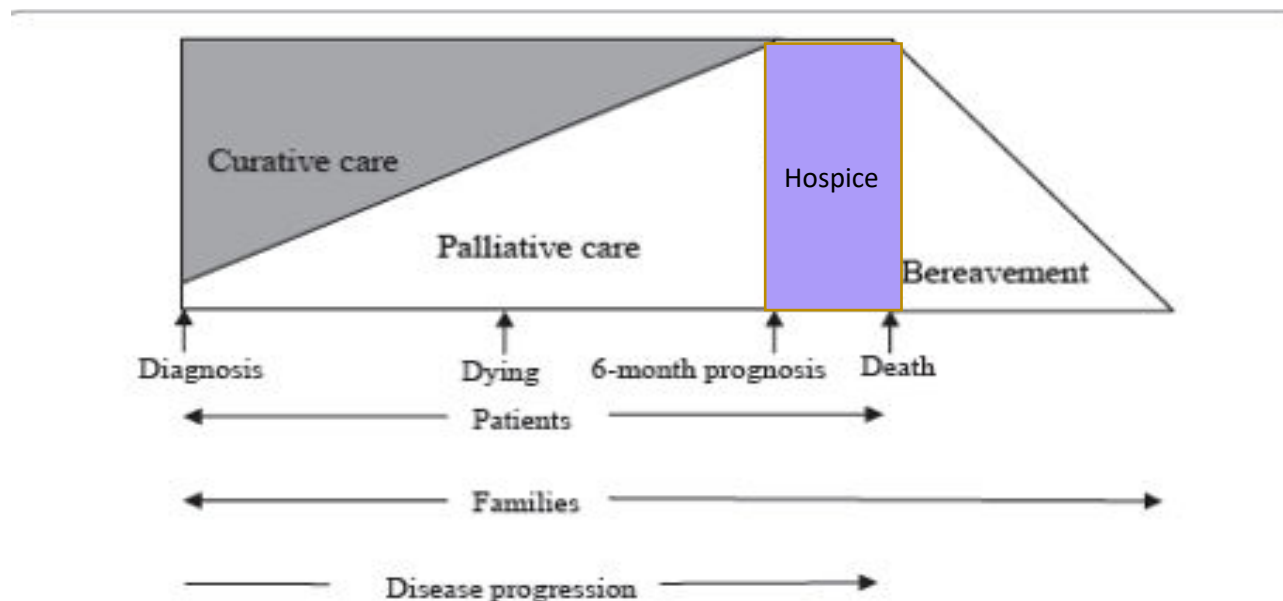 Curative care
Hospice
Palliative care
Bereavement
Diagnosis
Dying
6-month prognosis
Death
Patients
Families
Disease progression